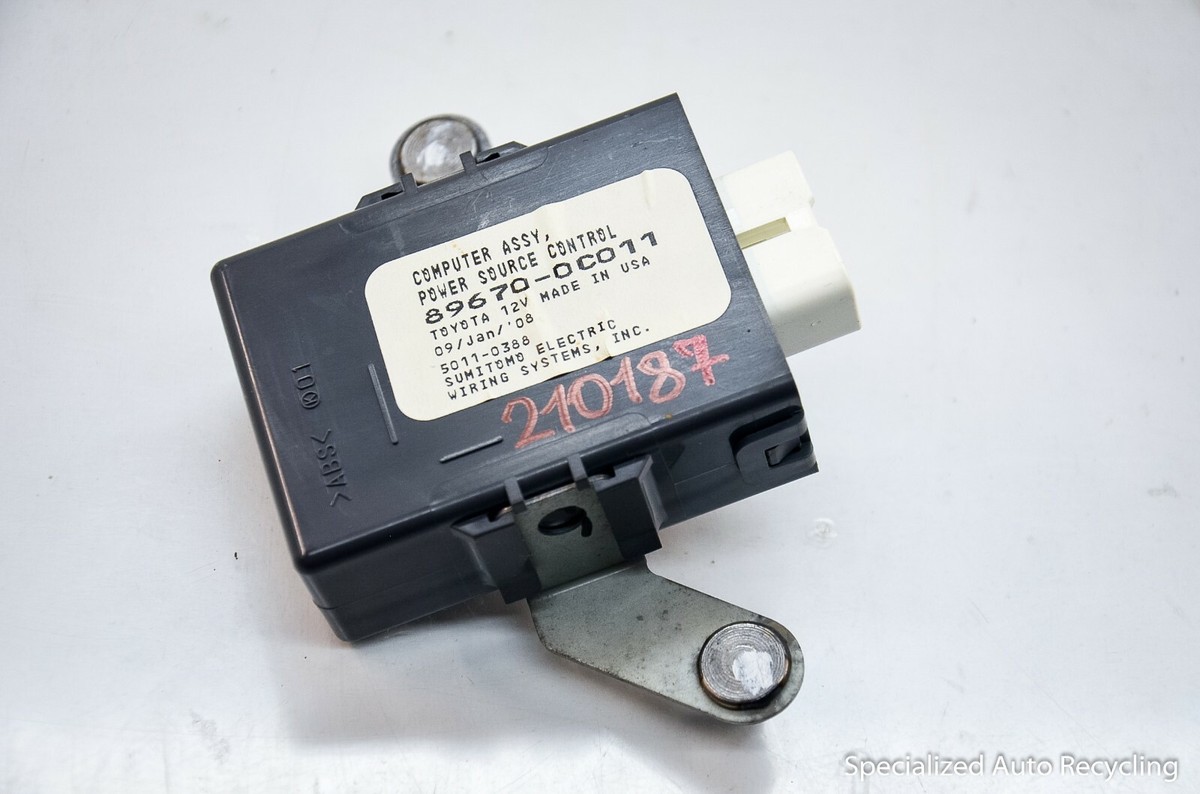 COMPUTER ASSY,
POWER SOURCE CONTROL
89670-0C011
TOYOTA 12V MADE IN USA
09/Jan/'08
5011-0388
SUMITOMO ELECTRIC
WIRING SYSTEMS, INC.
210187
K01
>ABS<
Specialized Auto Recycling